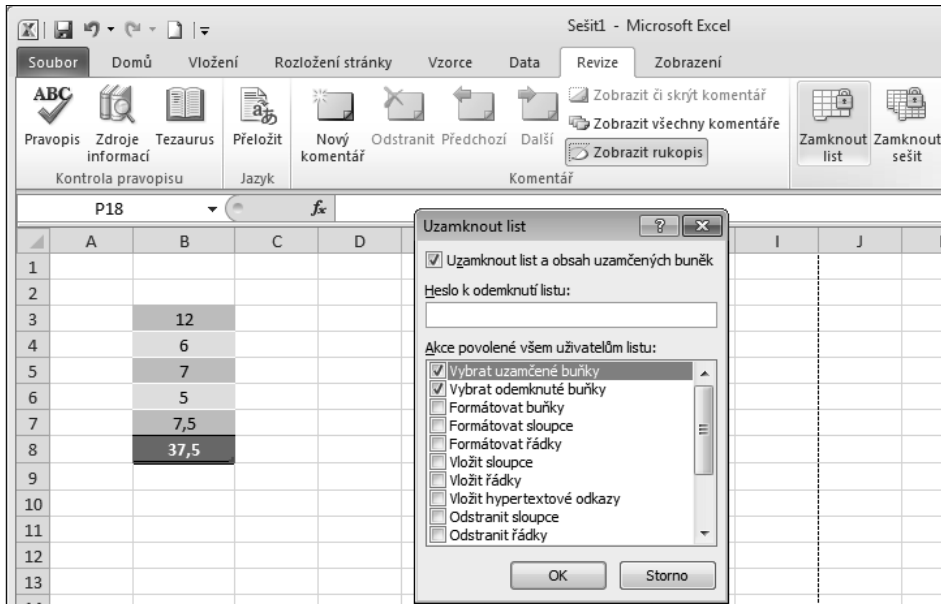 Sešit1 - Microsoft Excel
Soubor Domů Vložení Rozložení stránky Vzorce Data Revize Zobrazení
ABC
Pravopis Zdroje informací Tezaurus
Kontrola pravopisu
Přeložit
Jazyk
Nový komentář Odstranit Předchozí Další
Zobrazit či skrýt komentář
Zobrazit všechny komentáře
Zobrazit rukopis
Komentář
Zamknout list
Zamknout sešit
P18 fx
A B C D I J
1
2
3 12
4 6
5 7
6 5
7 7,5
8 37,5
9
10
11
12
13
Uzamknout list
Uzamknout list a obsah uzamčených buněk
Heslo k odemknutí listu:
Akce povolené všem uživatelům listu:
Vybrat uzamčené buňky
Vybrat odemknuté buňky
Formátovat buňky
Formátovat sloupce
Formátovat řádky
Vložit sloupce
Vložit řádky
Vložit hypertextové odkazy
Odstranit sloupce
Odstranit řádky
OK Storno